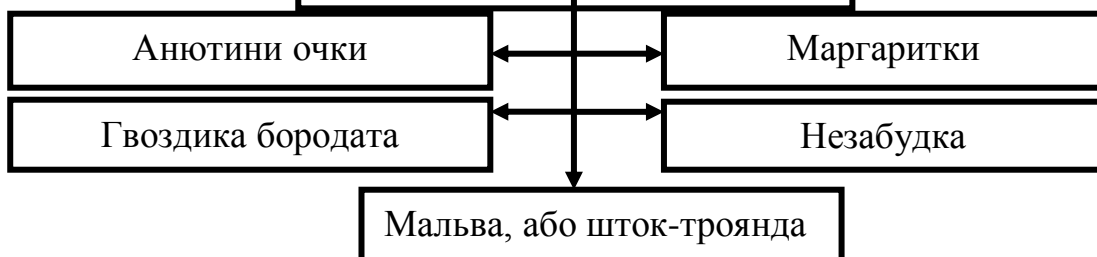 Анютини очки
Маргаритки
Гвоздика бородата
Незабудка
Мальва, або шток-троянда